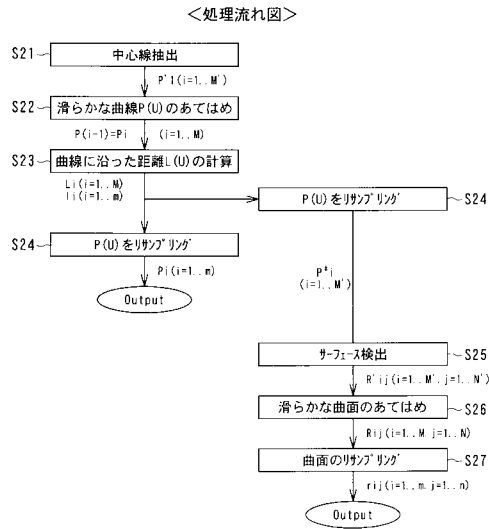 ＜処理流れ図＞
S21 中心線抽出
P'1(i=1..M')
S22 滑らかな曲線P(U)のあてはめ
P(i-1)=Pi (i=1..M)
S23 曲線に沿った距離L(U)の計算
Li(i=1..M)
li(i=1..m)
P(U)をリサンプリング S24
S24 P(U)をリサンプリング
Pi(i=1..m)
Output
P*i
(i=1..M')
サーフェース検出 S25
R'ij(i=1..M'.j=1..N')
滑らかな曲面のあてはめ S26
Rij(i=1..M.j=1..N)
曲面のリサンプリング S27
rij(i=1..m.j=1..n)
Output